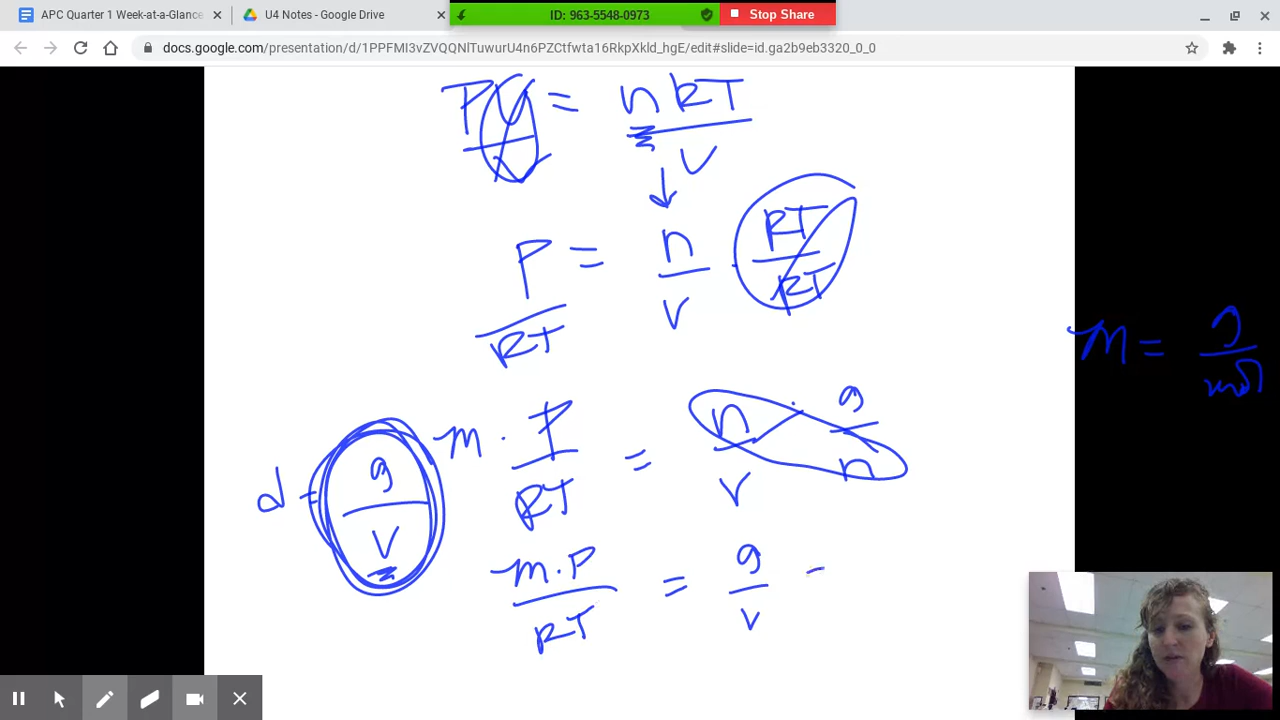 APC Quarter 1 Week-at-a-Glance
U4 Notes - Google Drive
ID: 963-5548-0973
Stop Share
docs.google.com/presentation/d/1PPFMI3vZVQQNlTuwurU4n6PZCtfwta16RkpXkld_hgE/edit#slide=id.ga2b9eb3320_0_0
PV = nRT
V V
P = n . RT
RT V RT
m = g
mol
m . P = n . g
RT V n
d = g
V
m.P = g =
RT V